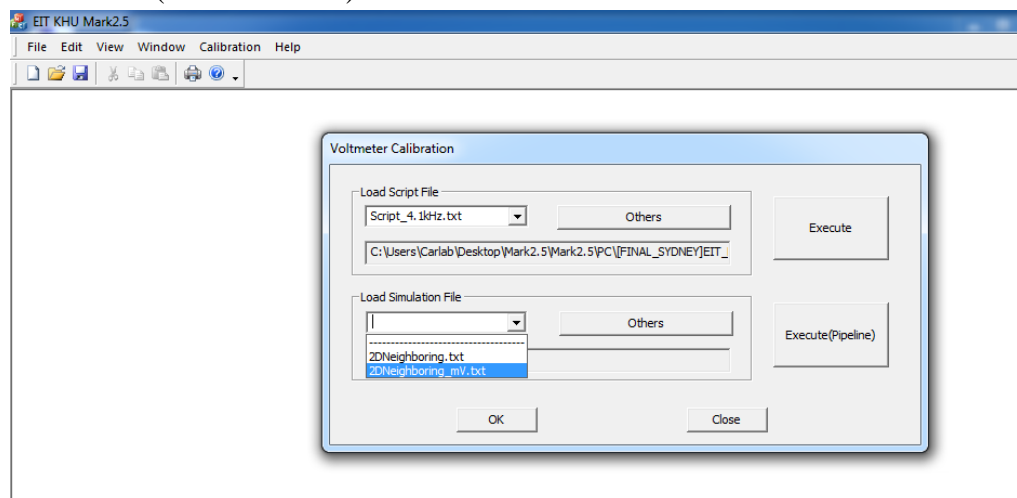 EIT KHU Mark2.5
File Edit View Window Calibration Help
Voltmeter Calibration
Load Script File
Script_4.1kHz.txt
Others
Execute
C:\Users\Carlab\Desktop\Mark2.5\Mark2.5\PC\[FINAL_SYDNEY]EIT_
Load Simulation File
Others
Execute(Pipeline)
------------------------------------
2DNeighboring.txt
2DNeighboring_mV.txt
OK Close